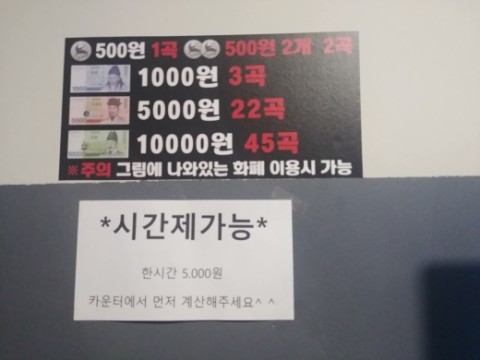 500원 1곡 500원 2개 2곡
1000원 3곡
5000원 22곡
10000원 45곡
※주의 그림에 나와있는 화폐 이용시 가능
*시간제가능*
한시간 5,000원
카운터에서 먼저 계산해주세요^ ^